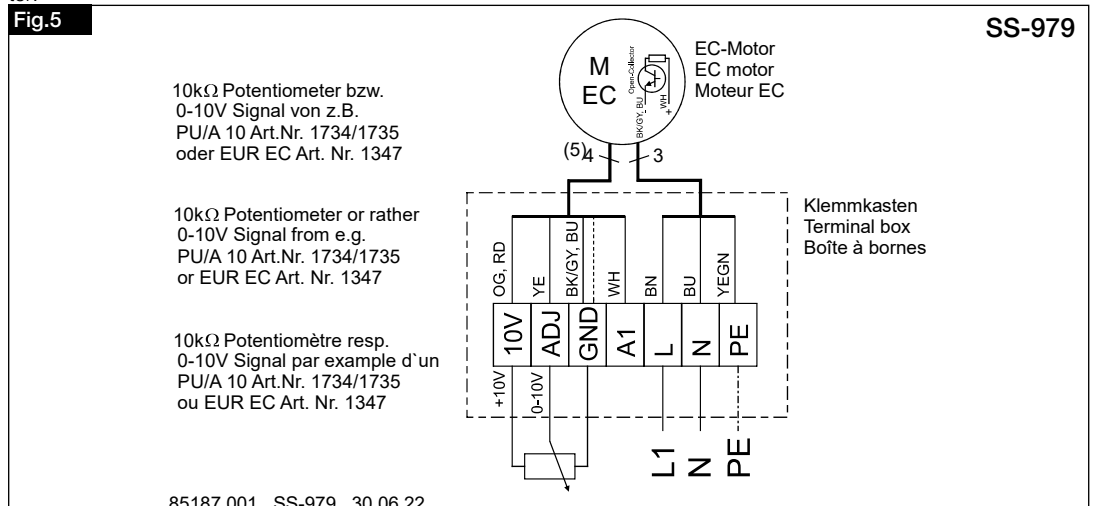 Fig.5
SS-979
10kΩ Potentiometer bzw.
0-10V Signal von z.B.
PU/A 10 Art.Nr. 1734/1735
oder EUR EC Art. Nr. 1347
10kΩ Potentiometer or rather
0-10V Signal from e.g.
PU/A 10 Art.Nr. 1734/1735
or EUR EC Art. Nr. 1347
10kΩ Potentiomètre resp.
0-10V Signal par example d`un
PU/A 10 Art.Nr. 1734/1735
ou EUR EC Art. Nr. 1347
M
EC
Open-Collector
BK/GY, BU
WH
-
+
EC-Motor
EC motor
Moteur EC
(5)
4
3
Klemmkasten
Terminal box
Boîte à bornes
OG, RD
YE
BK/GY, BU
WH
BN
BU
YEGN
10V
ADJ
GND
A1
L
N
PE
+10V
0-10V
L1
N
PE
85187.001 SS-979 30.06.22